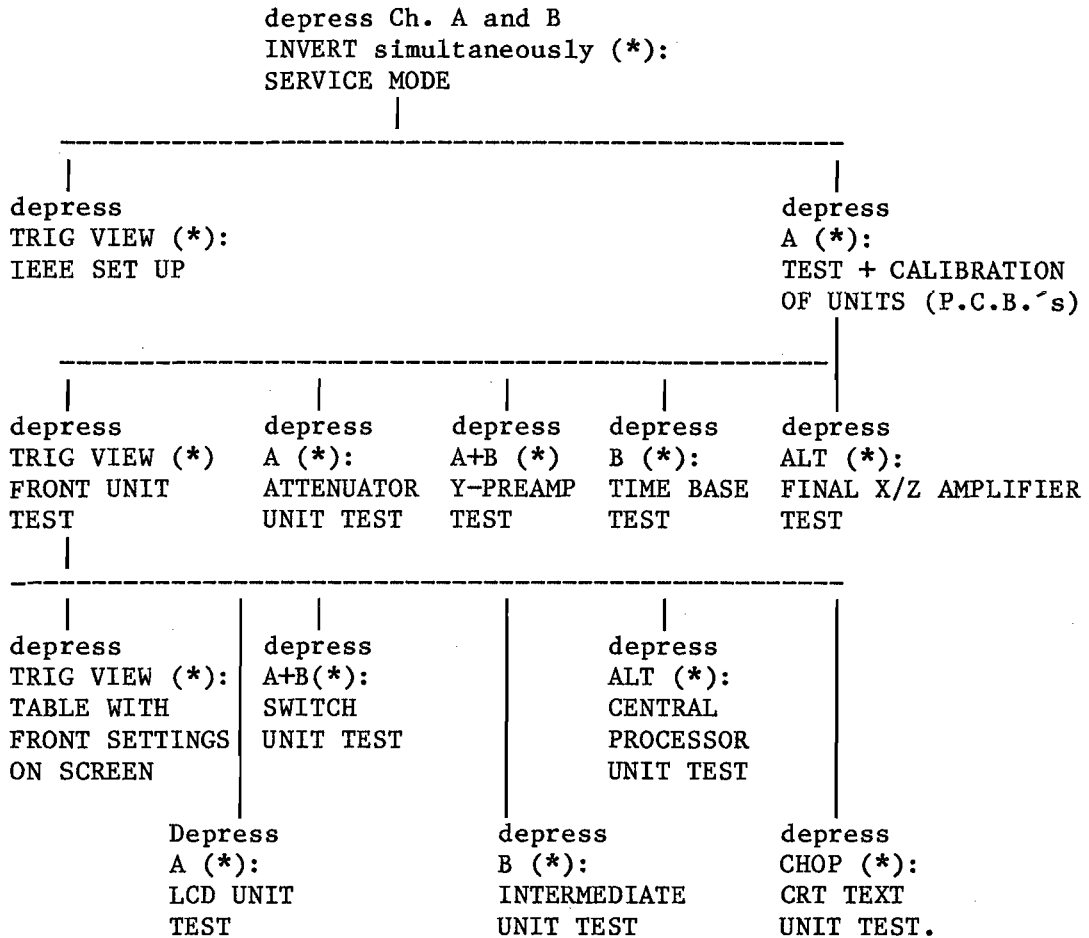 depress Ch. A and B
INVERT simultaneously (*):
SERVICE MODE
depress
TRIG VIEW (*):
IEEE SET UP
depress
A (*):
TEST + CALIBRATION
OF UNITS (P.C.B.´s)
depress
TRIG VIEW (*)
FRONT UNIT
TEST
depress
A (*):
ATTENUATOR
UNIT TEST
depress
A+B (*)
Y-PREAMP
TEST
depress
B (*):
TIME BASE
TEST
depress
ALT (*):
FINAL X/Z AMPLIFIER
TEST
depress
TRIG VIEW (*):
TABLE WITH
FRONT SETTINGS
ON SCREEN
depress
A+B(*):
SWITCH
UNIT TEST
depress
ALT (*):
CENTRAL
PROCESSOR
UNIT TEST
Depress
A (*):
LCD UNIT
TEST
depress
B (*):
INTERMEDIATE
UNIT TEST
depress
CHOP (*):
CRT TEXT
UNIT TEST.